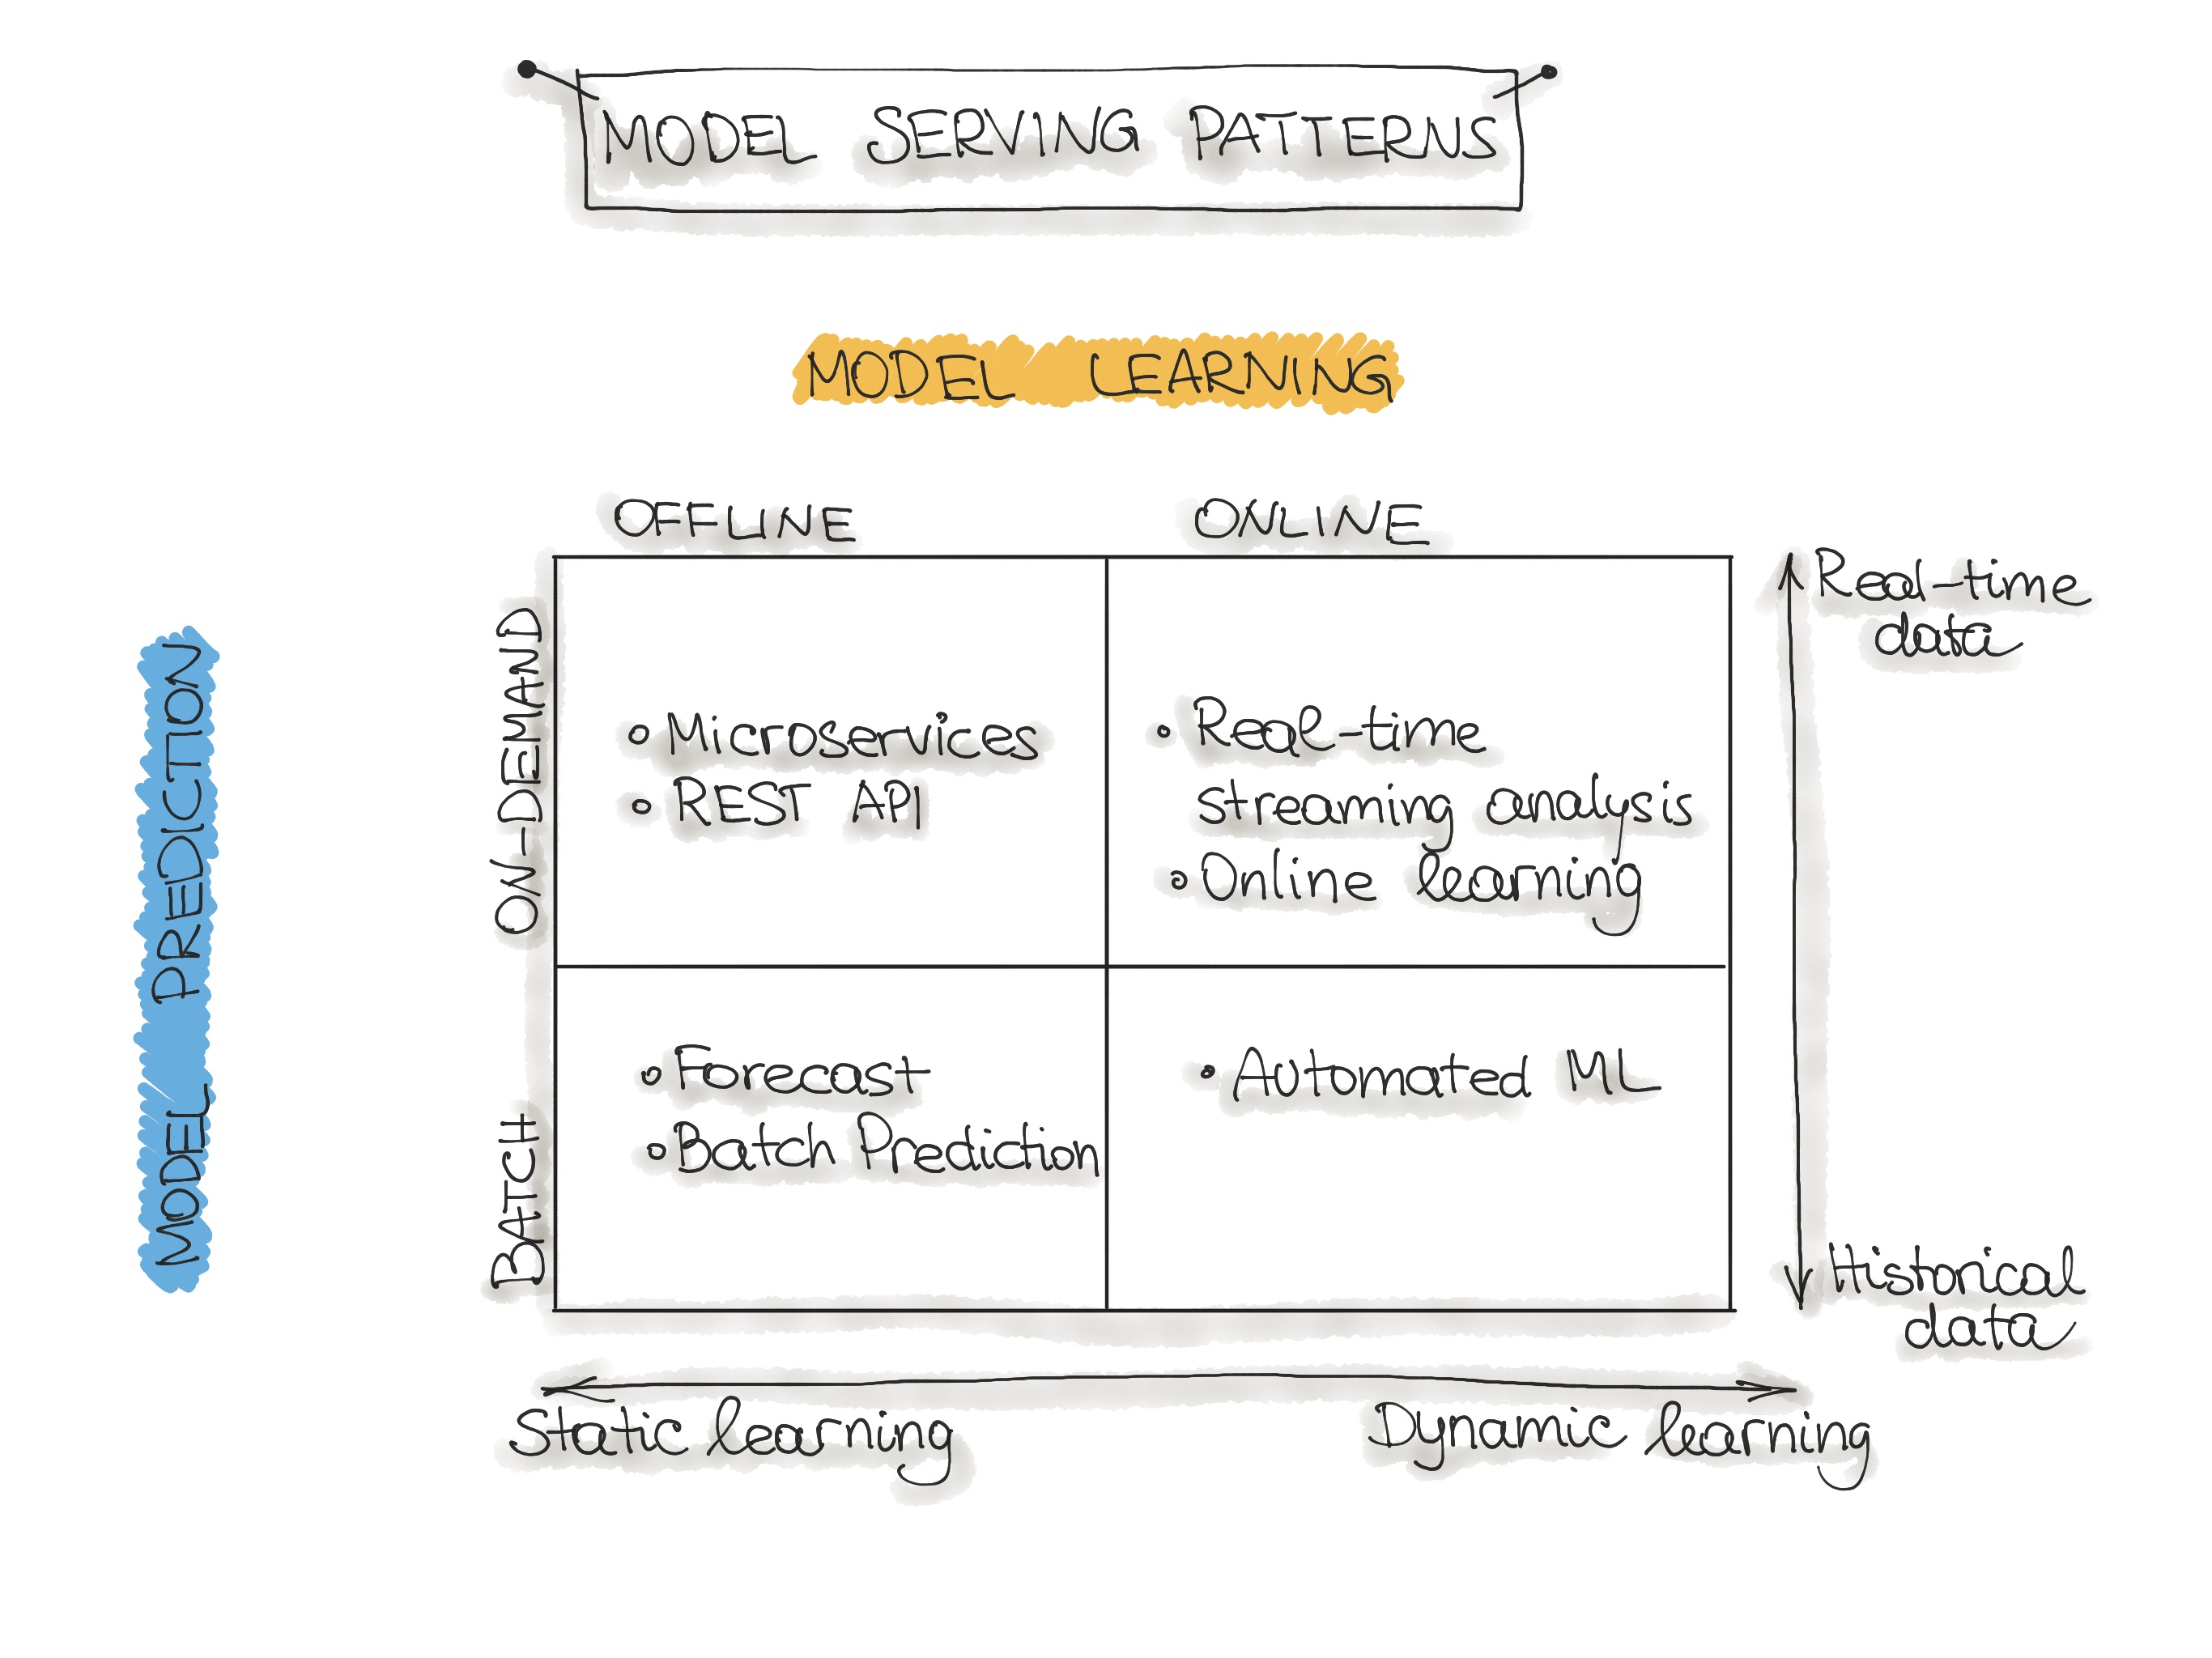 MODEL SERVING PATTERNS
MODEL LEARNING
OFFLINE
ONLINE
MODEL PREDICTION
ON-DEMAND
• Microservices
• REST API
• Real-time
streaming analysis
• Online learning
BATCH
• Forecast
• Batch Prediction
• Automated ML
Real-time
data
Historical
data
Static learning
Dynamic learning